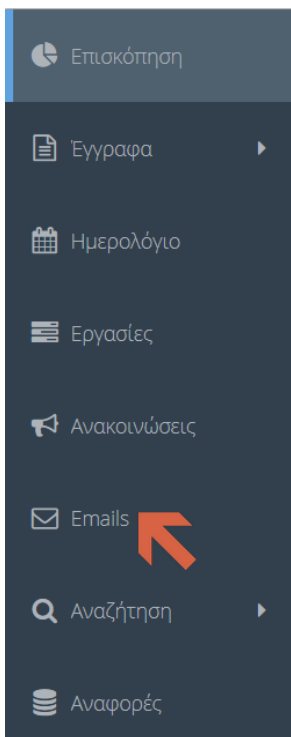 Επισκόπηση
Έγγραφα
Ημερολόγιο
Εργασίες
Ανακοινώσεις
Emails
Αναζήτηση
Αναφορές